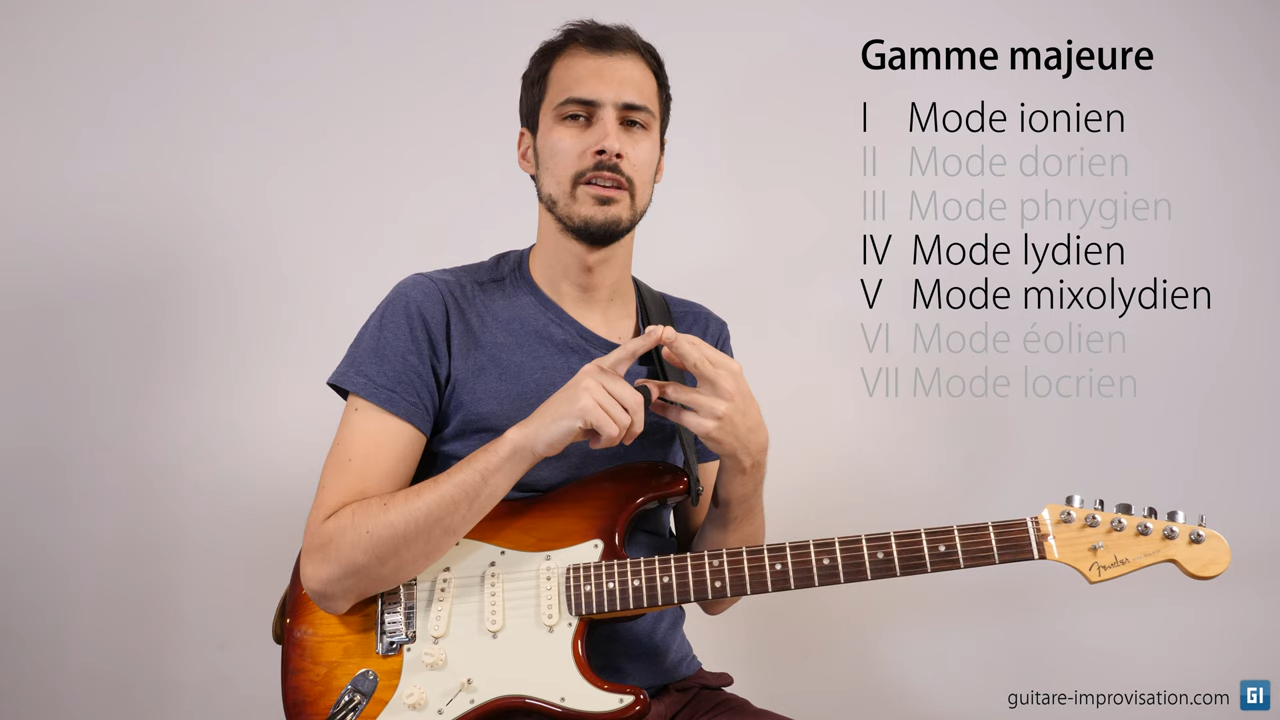 Gamme majeure
I Mode ionien
II Mode dorien
III Mode phrygien
IV Mode lydien
V Mode mixolydien
VI Mode éolien
VII Mode locrien
Fender
guitare-improvisation.com GI